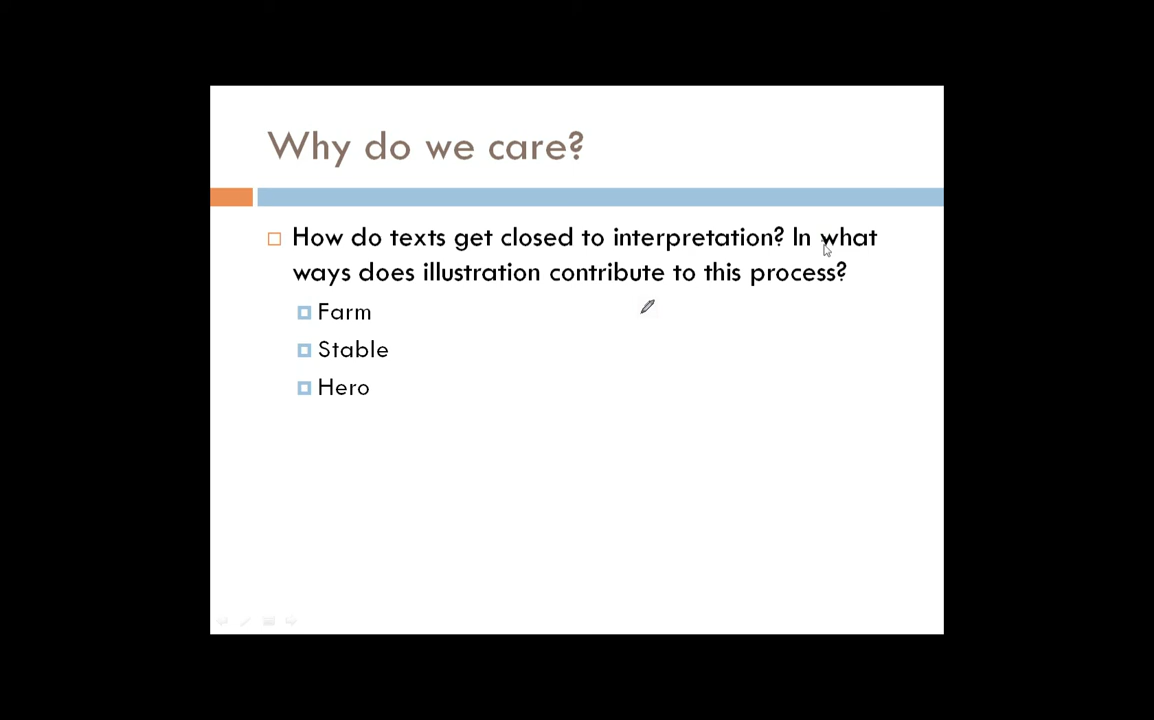 Why do we care?
How do texts get closed to interpretation? In what
ways does illustration contribute to this process?
Farm
Stable
Hero